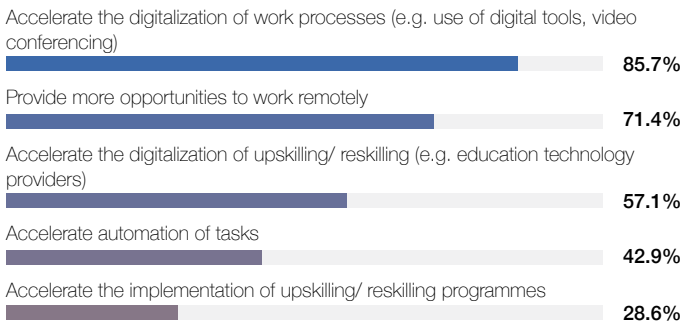 Accelerate the digitalization of work processes (e.g. use of digital tools, video
conferencing)
85.7%
Provide more opportunities to work remotely
71.4%
Accelerate the digitalization of upskilling/ reskilling (e.g. education technology
providers)
57.1%
Accelerate automation of tasks
42.9%
Accelerate the implementation of upskilling/ reskilling programmes
28.6%